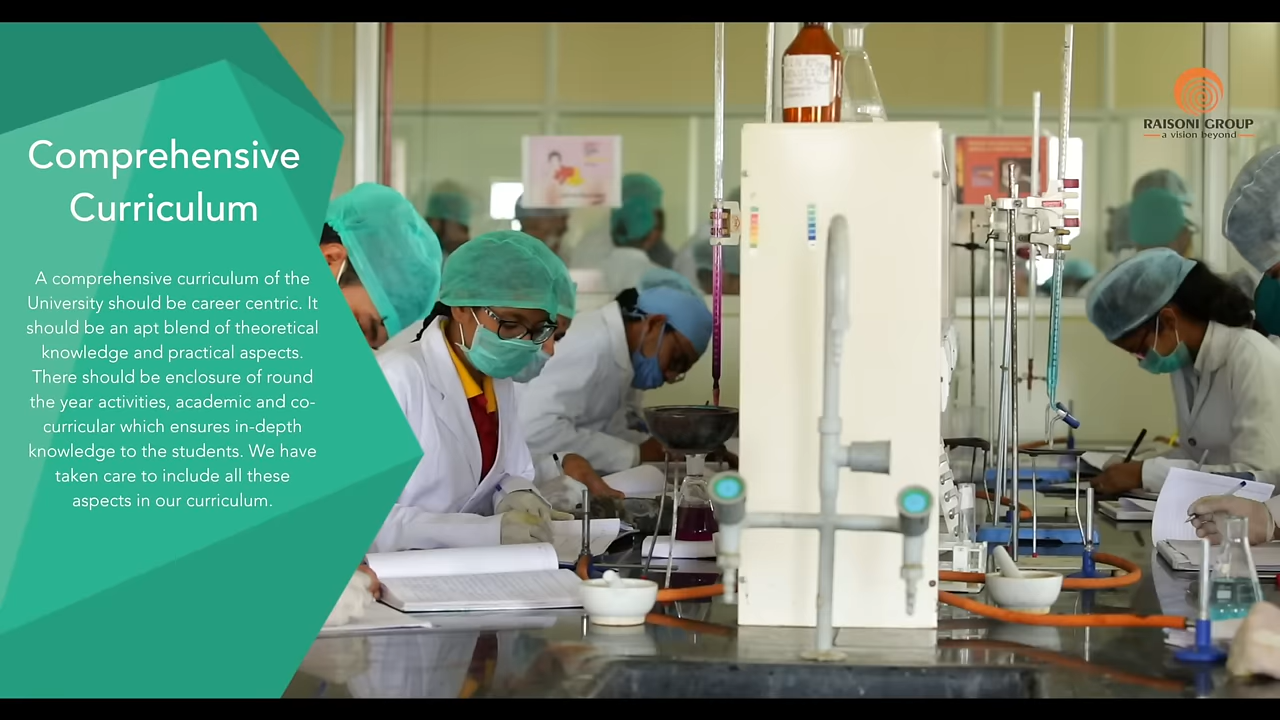 Comprehensive
Curriculum
A comprehensive curriculum of the
University should be career centric. It
should be an apt blend of theoretical
knowledge and practical aspects.
There should be enclosure of round
the year activities, academic and co-
curricular which ensures in-depth
knowledge to the students. We have
taken care to include all these
aspects in our curriculum.
RAISONI GROUP
a vision beyond